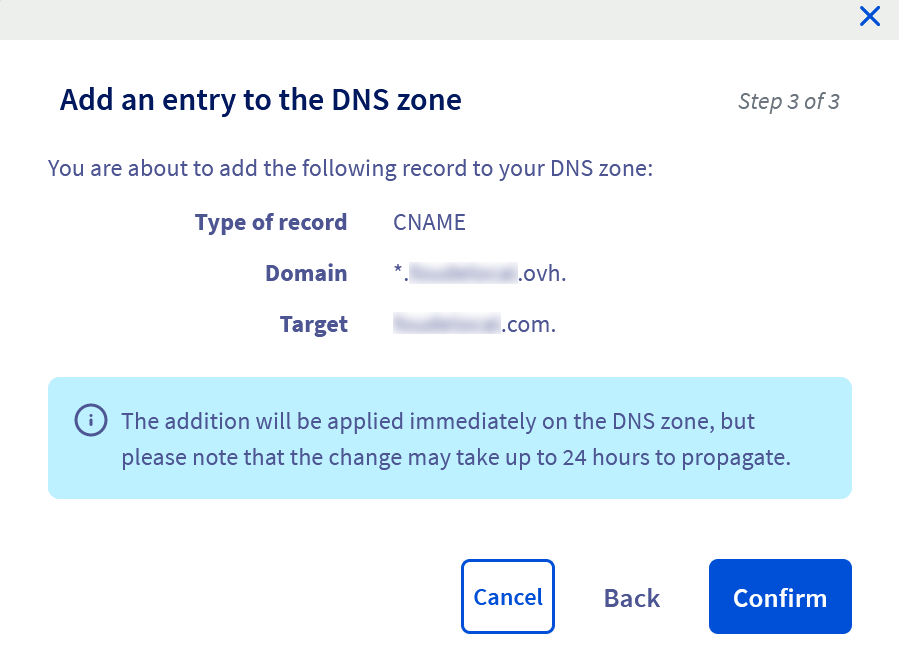 Add an entry to the DNS zone
Step 3 of 3
You are about to add the following record to your DNS zone:
Type of record CNAME
Domain *. .ovh.
Target .com.
The addition will be applied immediately on the DNS zone, but
please note that the change may take up to 24 hours to propagate.
Cancel Back Confirm